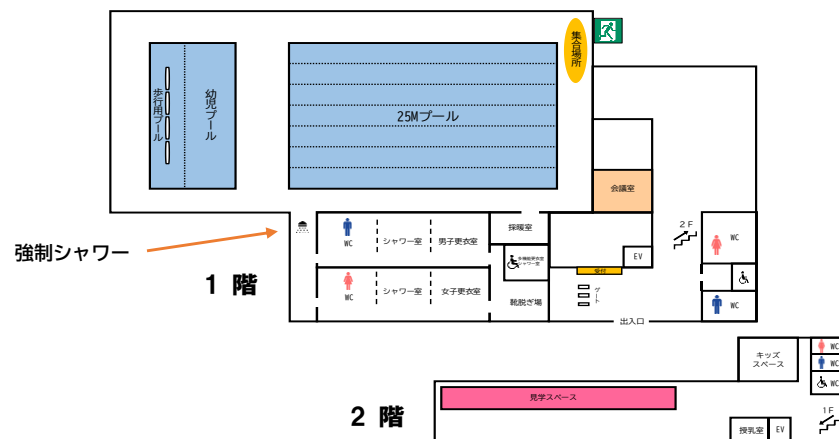 集合場所
歩行用プール
幼児プール
25Mプール
会議室
強制シャワー
WC
シャワー室
男子更衣室
採暖室
2F
WC
1 階
多機能更衣室
シャワー室
EV
受付
WC
シャワー室
女子更衣室
靴脱ぎ場
ゲート
WC
出入口
キッズ
スペース
WC
WC
WC
見学スペース
2 階
授乳室
EV
1F